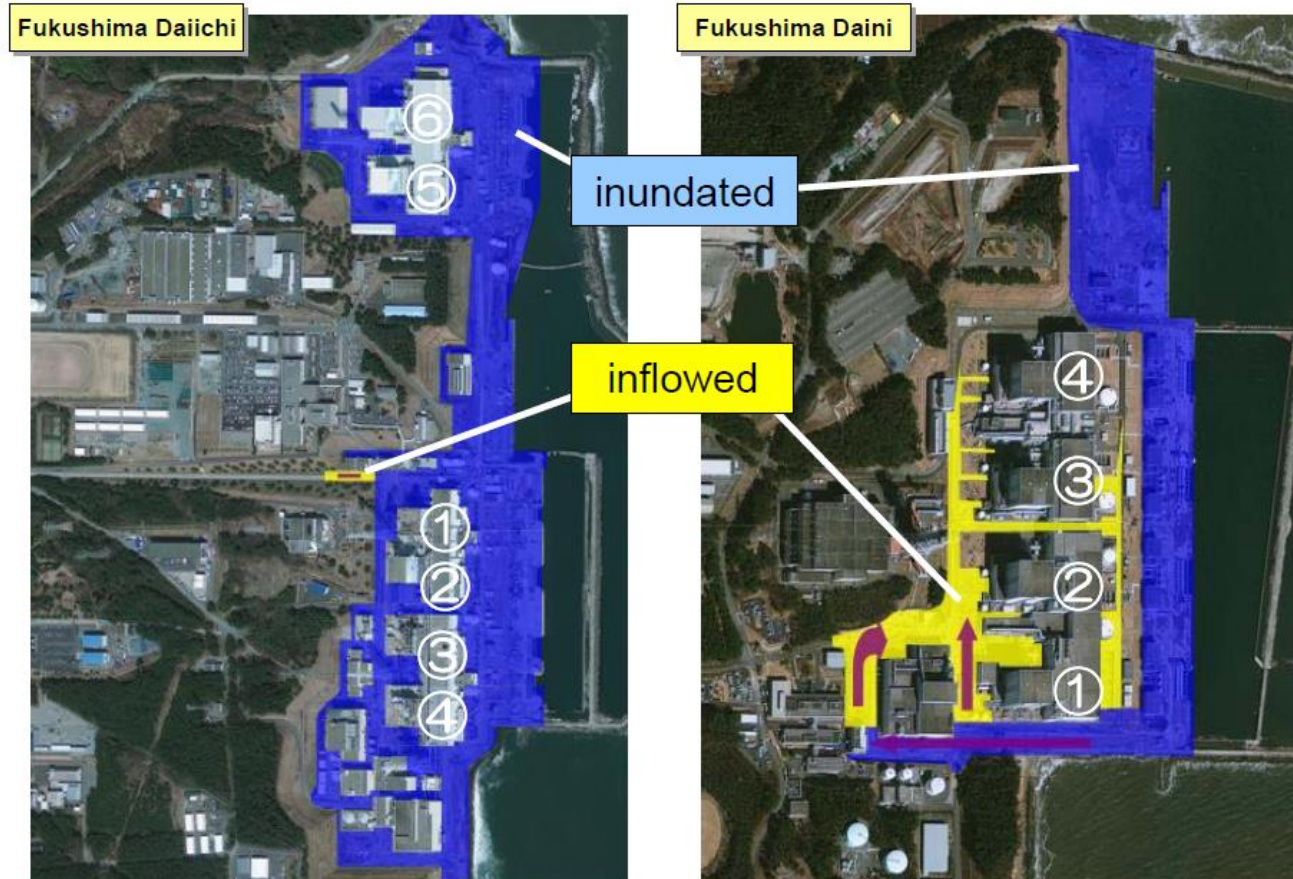 Fukushima Daiichi
Fukushima Daini
⑥
⑤
inundated
inflowed
①
②
③
④
④
③
②
①